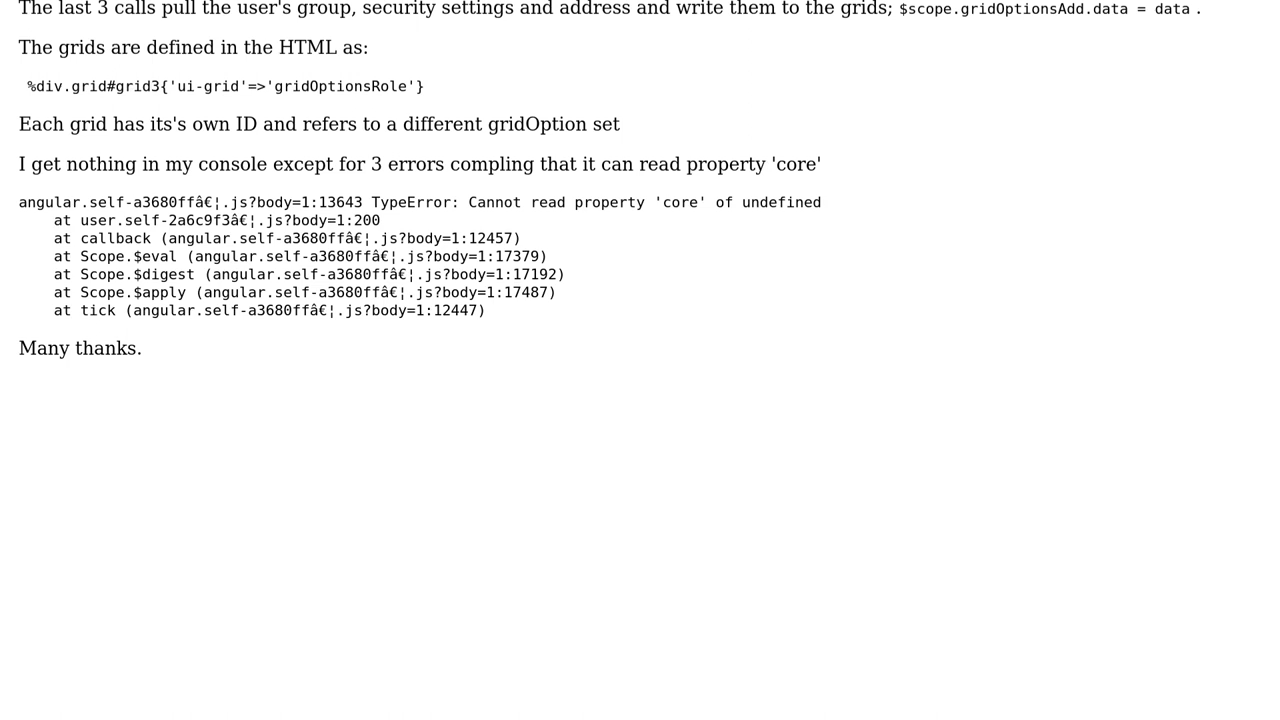 The last 3 calls pull the user's group, security settings and address and write them to the grids; $scope.gridOptionsAdd.data = data .
The grids are defined in the HTML as:
%div.grid#grid3{'ui-grid'=>'gridOptionsRole'}
Each grid has its's own ID and refers to a different gridOption set
I get nothing in my console except for 3 errors compling that it can read property 'core'
angular.self-a3680ffâ€¦.js?body=1:13643 TypeError: Cannot read property 'core' of undefined
    at user.self-2a6c9f3â€¦.js?body=1:200
    at callback (angular.self-a3680ffâ€¦.js?body=1:12457)
    at Scope.$eval (angular.self-a3680ffâ€¦.js?body=1:17379)
    at Scope.$digest (angular.self-a3680ffâ€¦.js?body=1:17192)
    at Scope.$apply (angular.self-a3680ffâ€¦.js?body=1:17487)
    at tick (angular.self-a3680ffâ€¦.js?body=1:12447)
Many thanks.